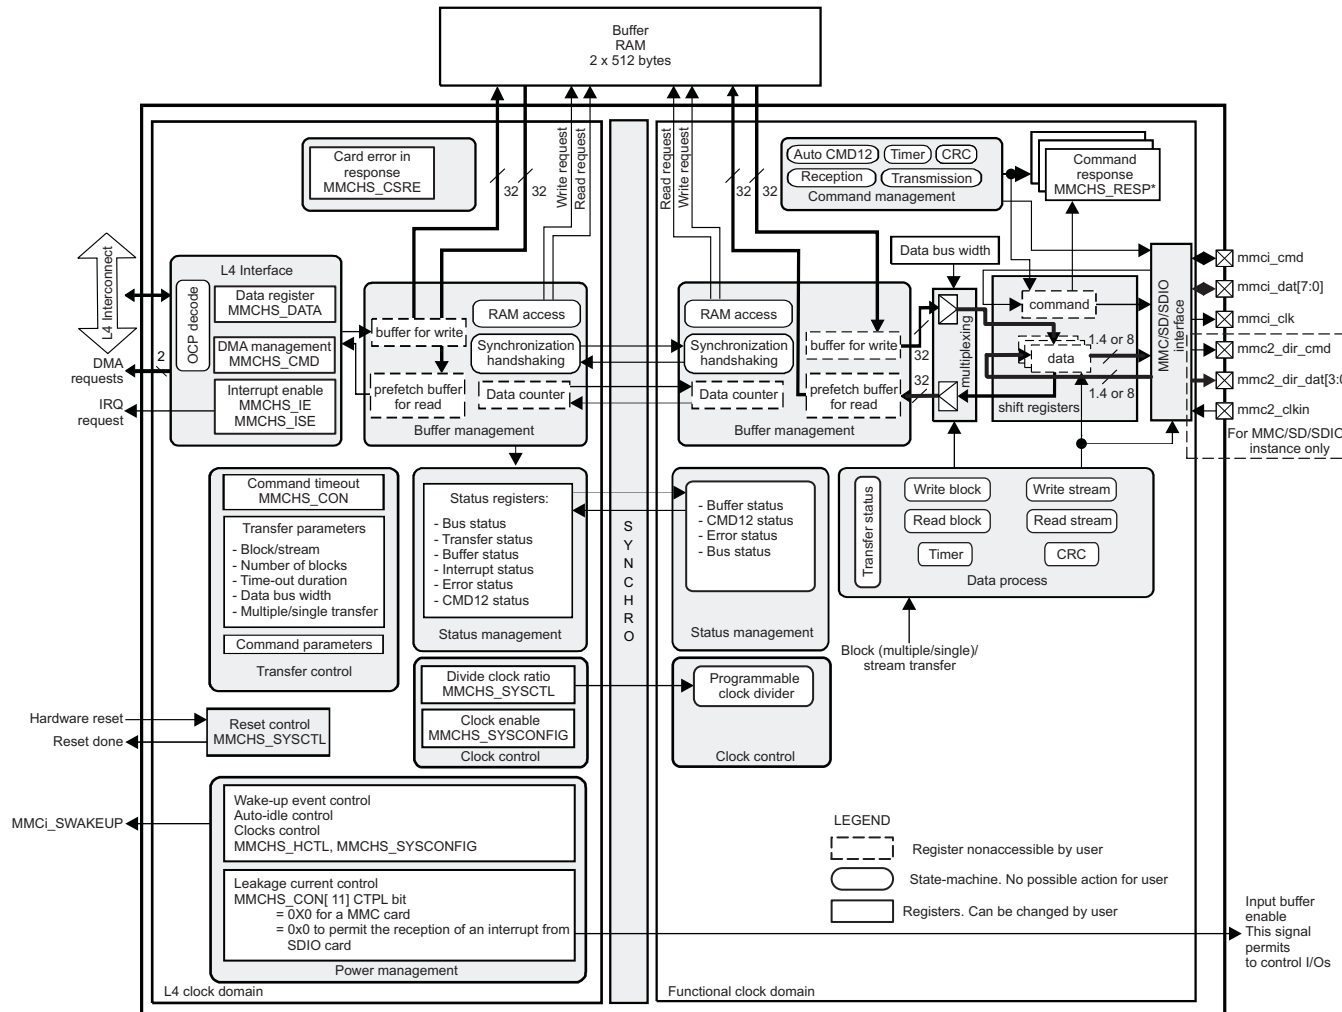 Buffer
RAM
2 x 512 bytes
Card error in
response
MMCHS_CSRE
32
32
Write request
Read request
Read request
Write request
32
32
Auto CMD12
Timer
CRC
Reception
Transmission
Command management
Command
response
MMCHS_RESP*
L4 Interconnect
L4 Interface
OCP decode
Data register
MMCHS_DATA
DMA management
MMCHS_CMD
Interrupt enable
MMCHS_IE
MMCHS_ISE
2
DMA
requests
IRQ
request
buffer for write
prefetch buffer
for read
RAM access
Synchronization
handshaking
Data counter
Buffer management
RAM access
Synchronization
handshaking
Data counter
buffer for write
prefetch buffer
for read
Buffer management
Data bus width
32
32
multiplexing
command
data
shift registers
1.4 or 8
1.4 or 8
MMC/SD/SDIO
interface
mmci_cmd
mmci_dat[7:0]
mmci_clk
mmc2_dir_cmd
mmc2_dir_dat[3:0
mmc2_clkin
For MMC/SD/SDIO
instance only
Command timeout
MMCHS_CON
Transfer parameters
- Block/stream
- Number of blocks
- Time-out duration
- Data bus width
- Multiple/single transfer
Command parameters
Transfer control
Status registers:
- Bus status
- Transfer status
- Buffer status
- Interrupt status
- Error status
- CMD12 status
Status management
SYNCHRO
- Buffer status
- CMD12 status
- Error status
- Bus status
Status management
Transfer status
Write block
Write stream
Read block
Read stream
Timer
CRC
Data process
Block (multiple/single)/
stream transfer
Divide clock ratio
MMCHS_SYSCTL
Clock enable
MMCHS_SYSCONFIG
Clock control
Programmable
clock divider
Clock control
Hardware reset
Reset done
Reset control
MMCHS_SYSCTL
MMCi_SWAKEUP
Wake-up event control
Auto-idle control
Clocks control
MMCHS_HCTL, MMCHS_SYSCONFIG
Leakage current control
MMCHS_CON[ 11] CTPL bit
= 0X0 for a MMC card
= 0x0 to permit the reception of an interrupt from
SDIO card
Power management
LEGEND
Register nonaccessible by user
State-machine. No possible action for user
Registers. Can be changed by user
Input buffer
enable
This signal
permits
to control I/Os
L4 clock domain
Functional clock domain